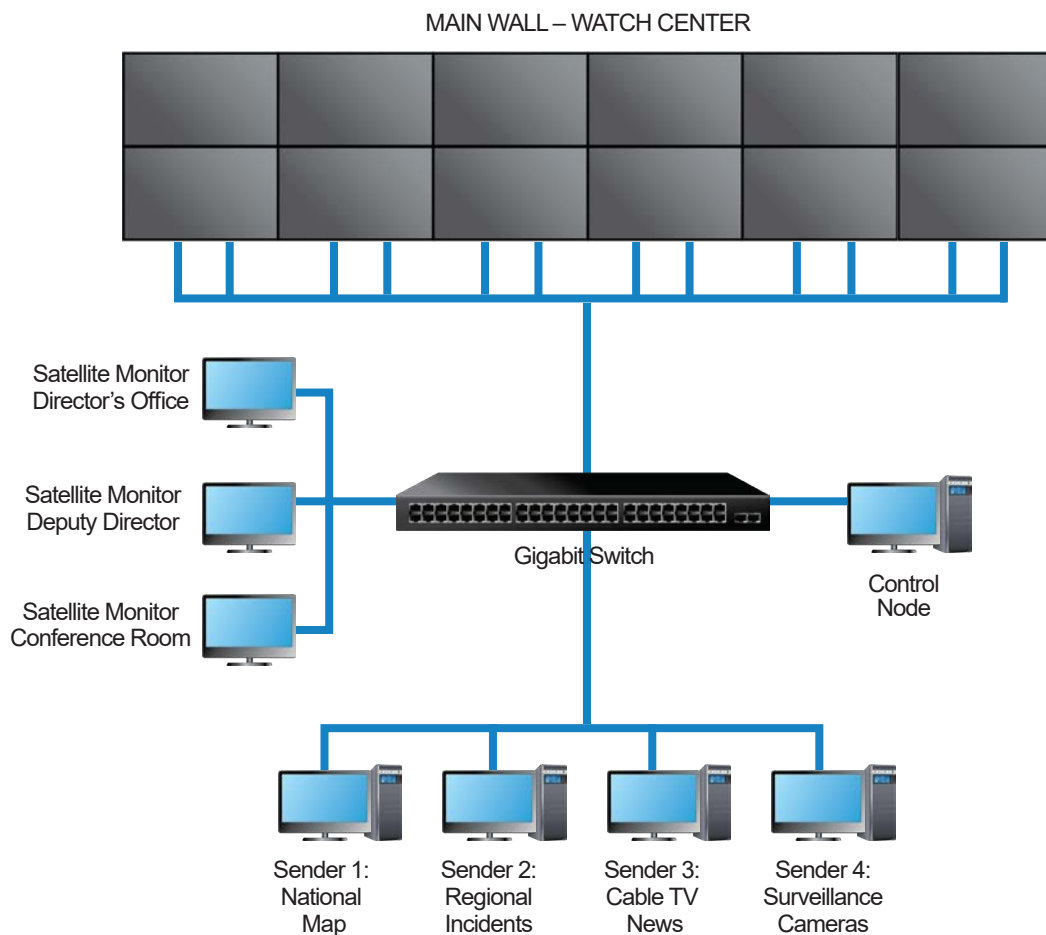 MAIN WALL – WATCH CENTER
Satellite Monitor
Director’s Office
Satellite Monitor
Deputy Director
Gigabit Switch
Control
Node
Satellite Monitor
Conference Room
Sender 1:
National
Map
Sender 2:
Regional
Incidents
Sender 3:
Cable TV
News
Sender 4:
Surveillance
Cameras